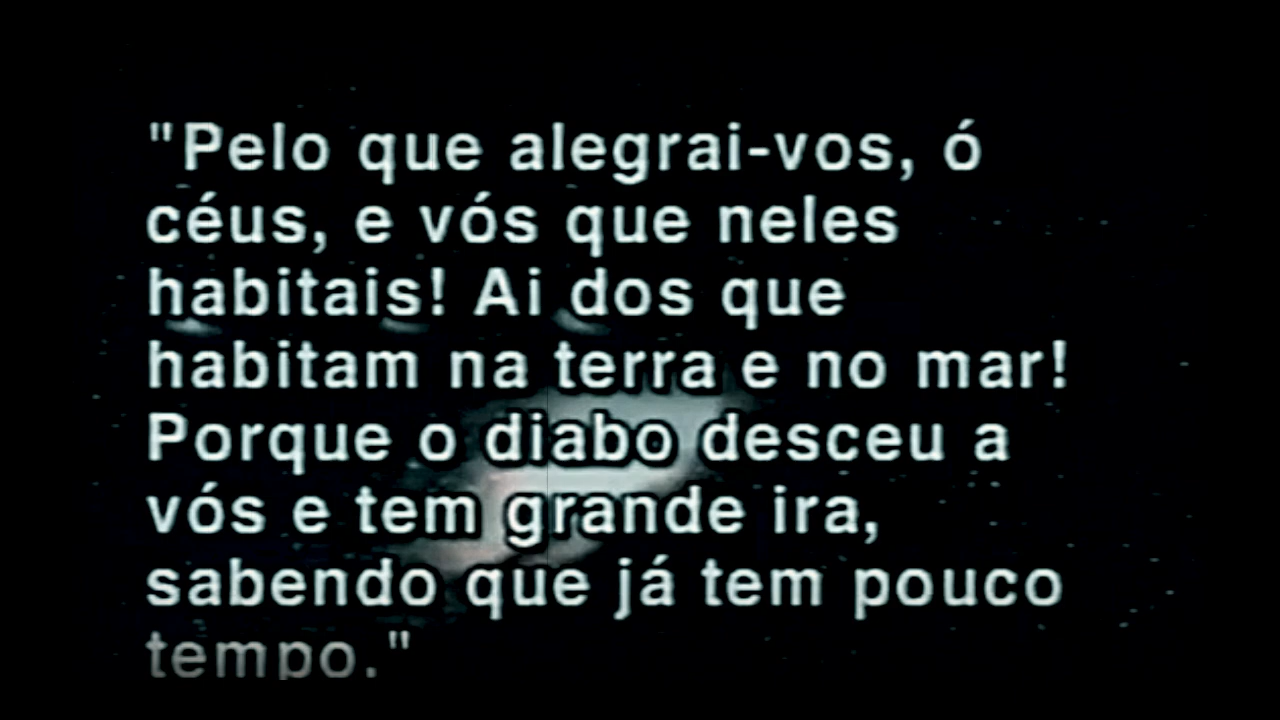 "Pelo que alegrai-vos, ó
céus, e vós que neles
habitais! Ai dos que
habitam na terra e no mar!
Porque o diabo desceu a
vós e tem grande ira,
sabendo que já tem pouco
tempo."